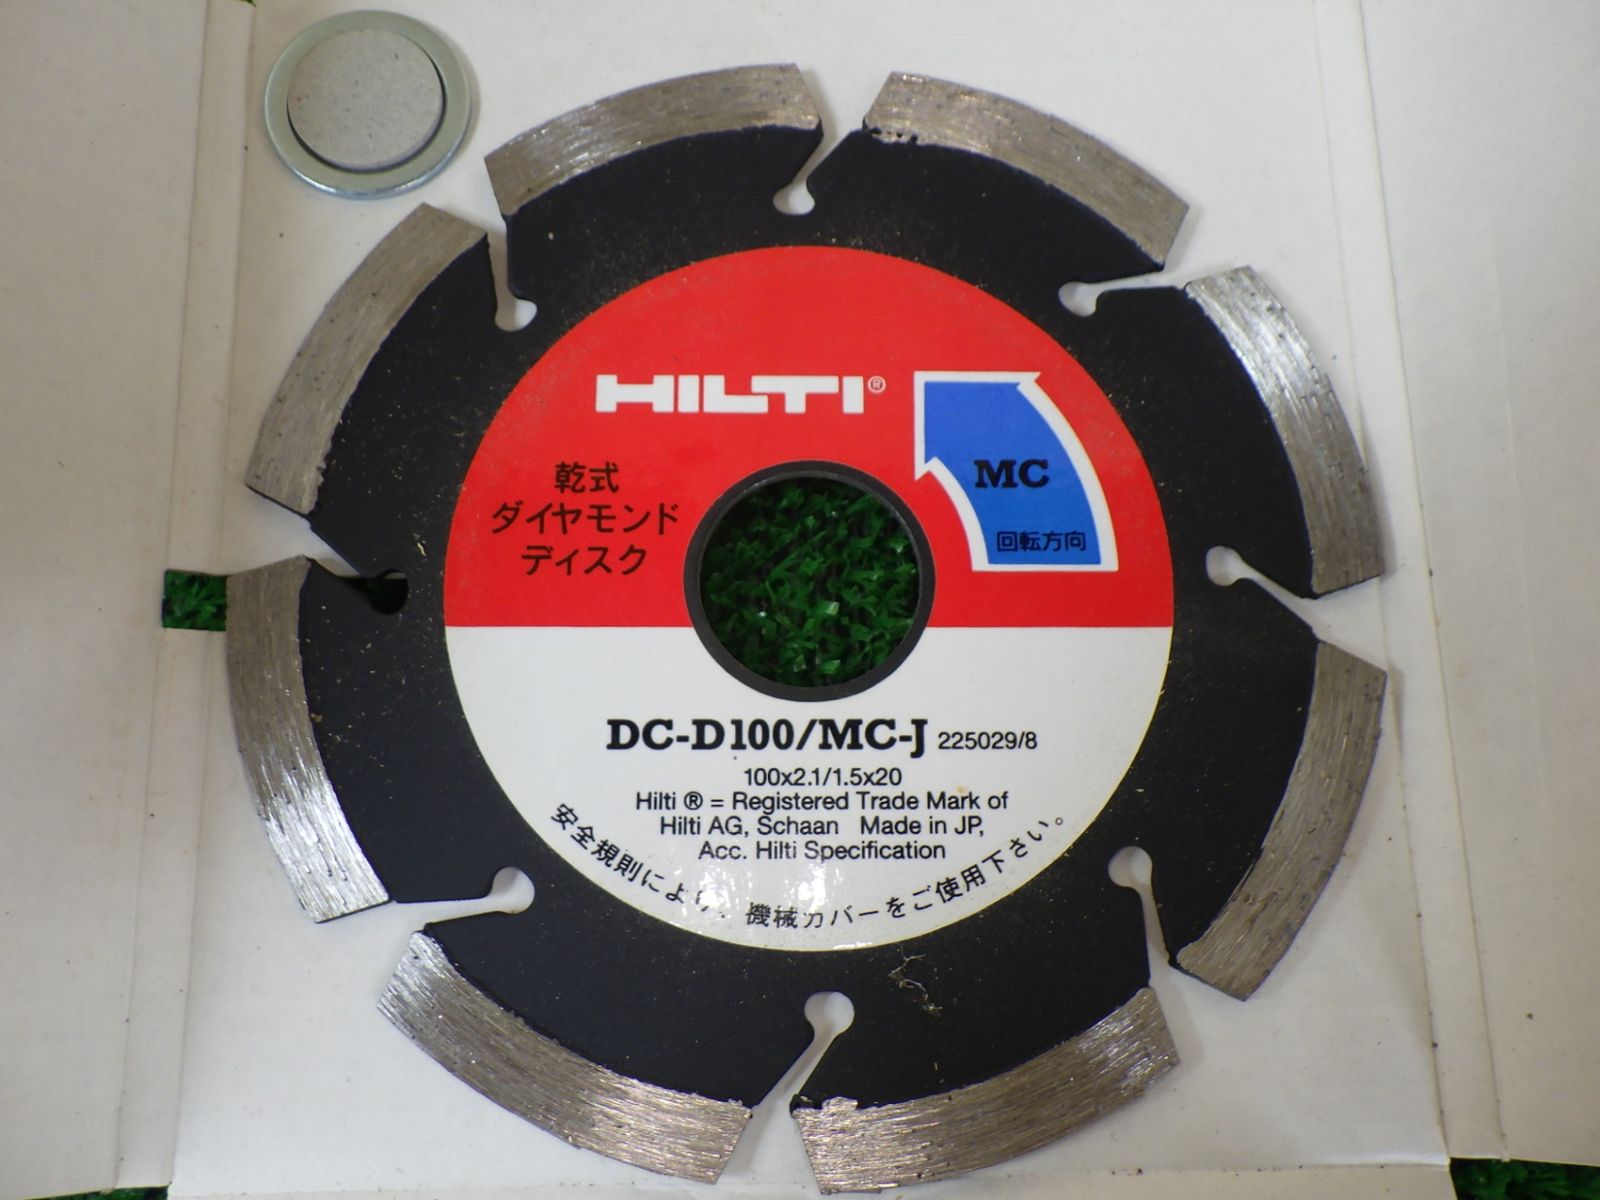 HILTI®
乾式
ダイヤモンド
ディスク
MC
回転方向
DC-D100/MC-J 225029/8
100x2.1/1.5x20
Hilti ® = Registered Trade Mark of
Hilti AG, Schaan Made in JP,
Acc. Hilti Specification
安全規則により、機械カバーをご使用下さい。